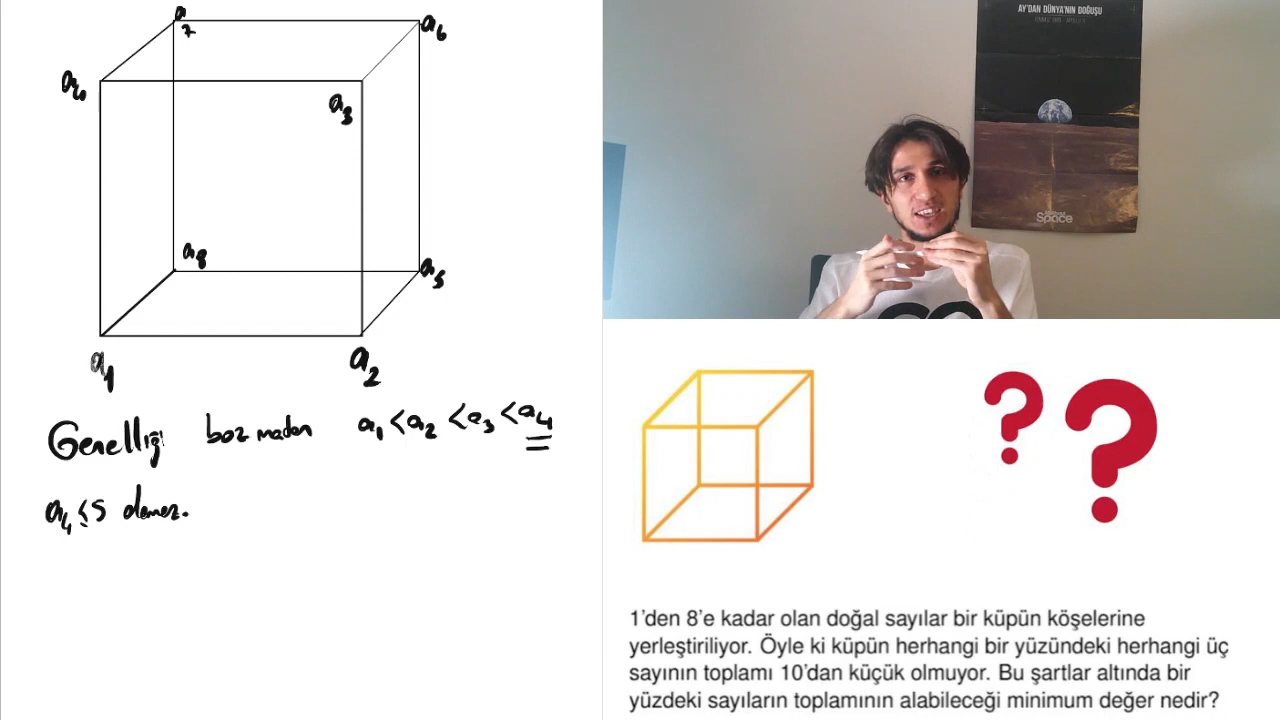 a7
a6
a4
a3
a8
a5
a1
a2
Genelliği bozmadan a1 < a2 < a3 < a4
a4 ≤ 5 demez.
AY'DAN DÜNYA'NIN DOĞUŞU
Space
1'den 8'e kadar olan doğal sayılar bir küpün köşelerine
yerleştiriliyor. Öyle ki küpün herhangi bir yüzündeki herhangi üç
sayının toplamı 10'dan küçük olmuyor. Bu şartlar altında bir
yüzdeki sayıların toplamının alabileceği minimum değer nedir?
??